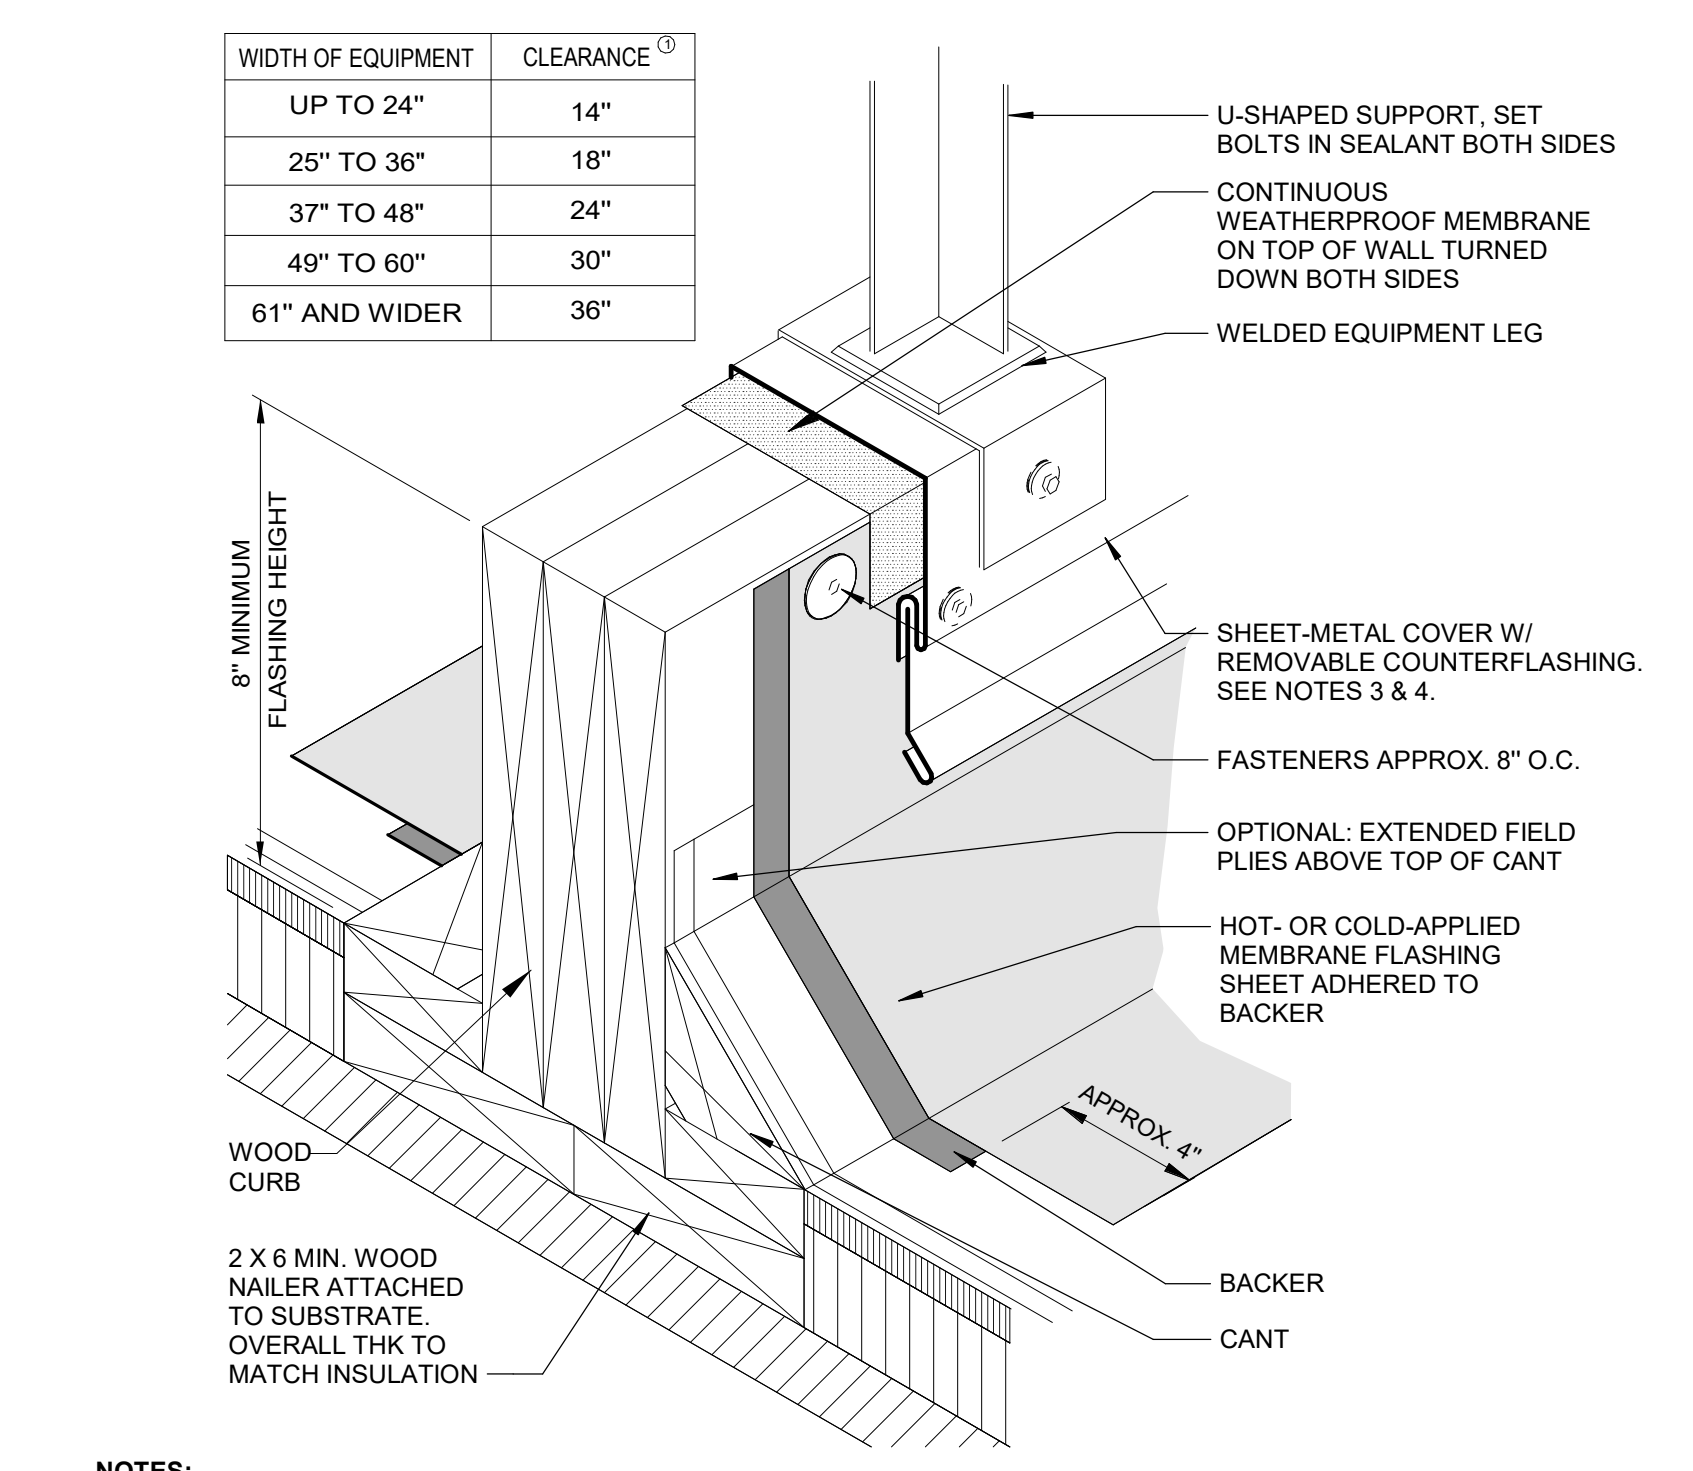 WIDTH OF EQUIPMENT CLEARANCE ①
UP TO 24" 14"
25" TO 36" 18"
37" TO 48" 24"
49" TO 60" 30"
61" AND WIDER 36"
U-SHAPED SUPPORT, SET
BOLTS IN SEALANT BOTH SIDES
CONTINUOUS
WEATHERPROOF MEMBRANE
ON TOP OF WALL TURNED
DOWN BOTH SIDES
WELDED EQUIPMENT LEG
8" MINIMUM
FLASHING HEIGHT
SHEET-METAL COVER W/
REMOVABLE COUNTERFLASHING.
SEE NOTES 3 & 4.
FASTENERS APPROX. 8" O.C.
OPTIONAL: EXTENDED FIELD
PLIES ABOVE TOP OF CANT
HOT- OR COLD-APPLIED
MEMBRANE FLASHING
SHEET ADHERED TO
BACKER
APPROX. 4"
WOOD
CURB
2 X 6 MIN. WOOD
NAILER ATTACHED
TO SUBSTRATE.
OVERALL THK TO
MATCH INSULATION
BACKER
CANT
NOTES: